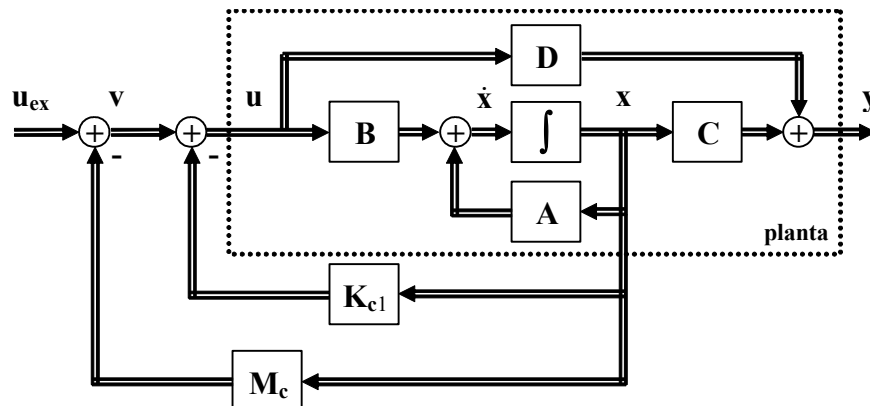 D
u_ex v u ẋ x y
+ + B + ∫ C +
- -
A
planta
K_c1
M_c